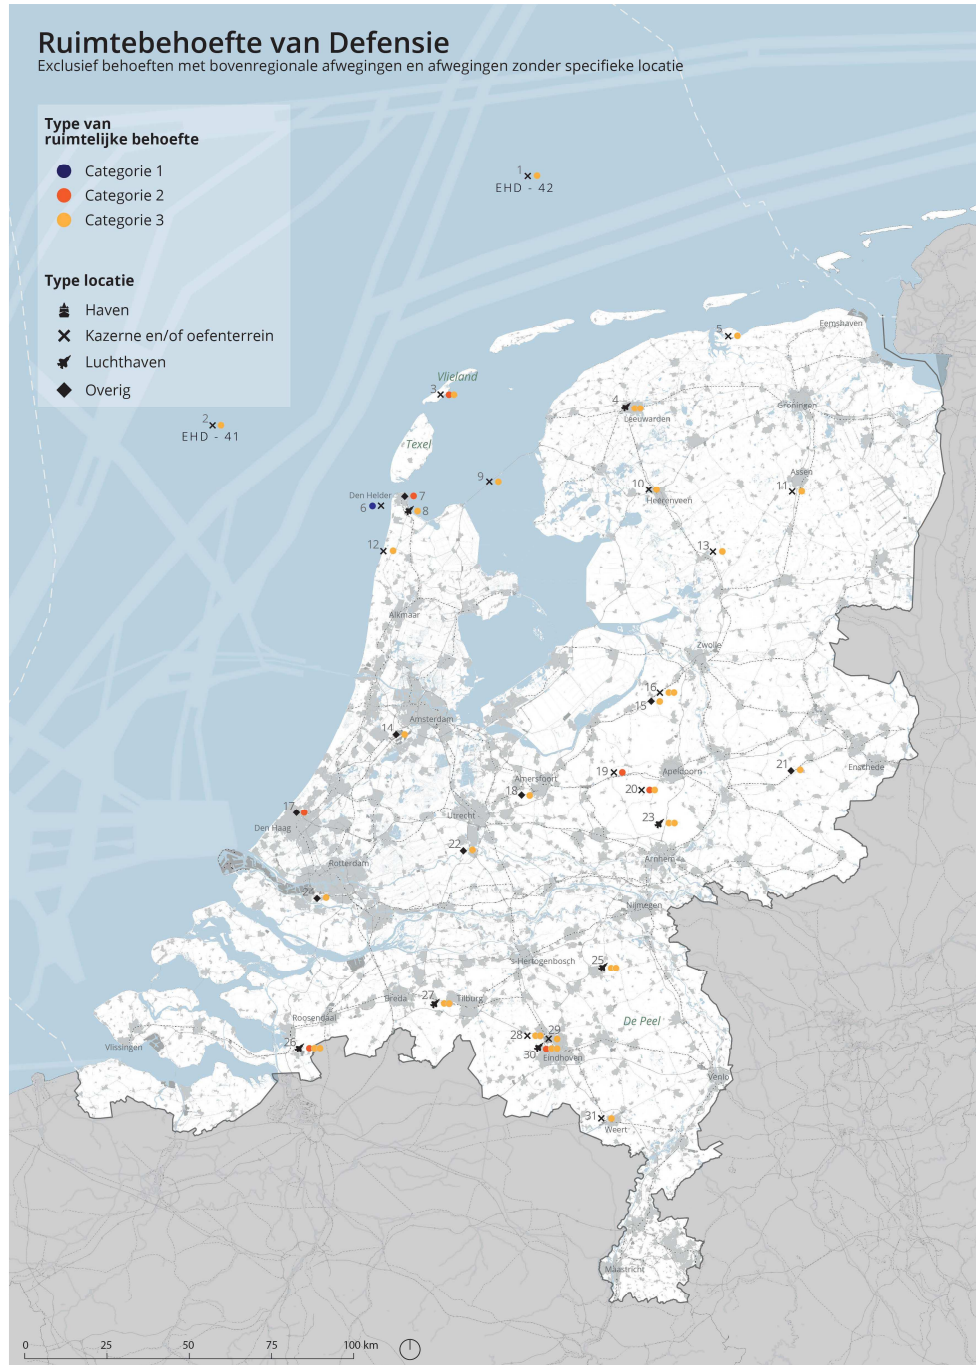 Ruimtebehoefte van Defensie
Exclusief behoeften met bovenregionale afwegingen en afwegingen zonder specifieke locatie
Type van
ruimtelijke behoefte
Categorie 1
Categorie 2
Categorie 3
Type locatie
Haven
Kazerne en/of oefenterrein
Luchthaven
Overig
1
EHD - 42
5
Eemshaven
Vlieland
3
4
Leeuwarden
Groningen
2
EHD - 41
Texel
9
Assen
10
11
Heerenveen
Den Helder
7
6
8
12
13
Alkmaar
Zwolle
16
15
14
Amsterdam
19
Apeldoorn
21
Enschede
Amersfoort
18
20
17
Den Haag
Utrecht
23
22
Rotterdam
Arnhem
24
Nijmegen
's-Hertogenbosch
25
27
Breda
Tilburg
Roosendaal
De Peel
28
29
26
Vlissingen
30
Eindhoven
Venlo
31
Weert
Maastricht
0
25
50
75
100 km